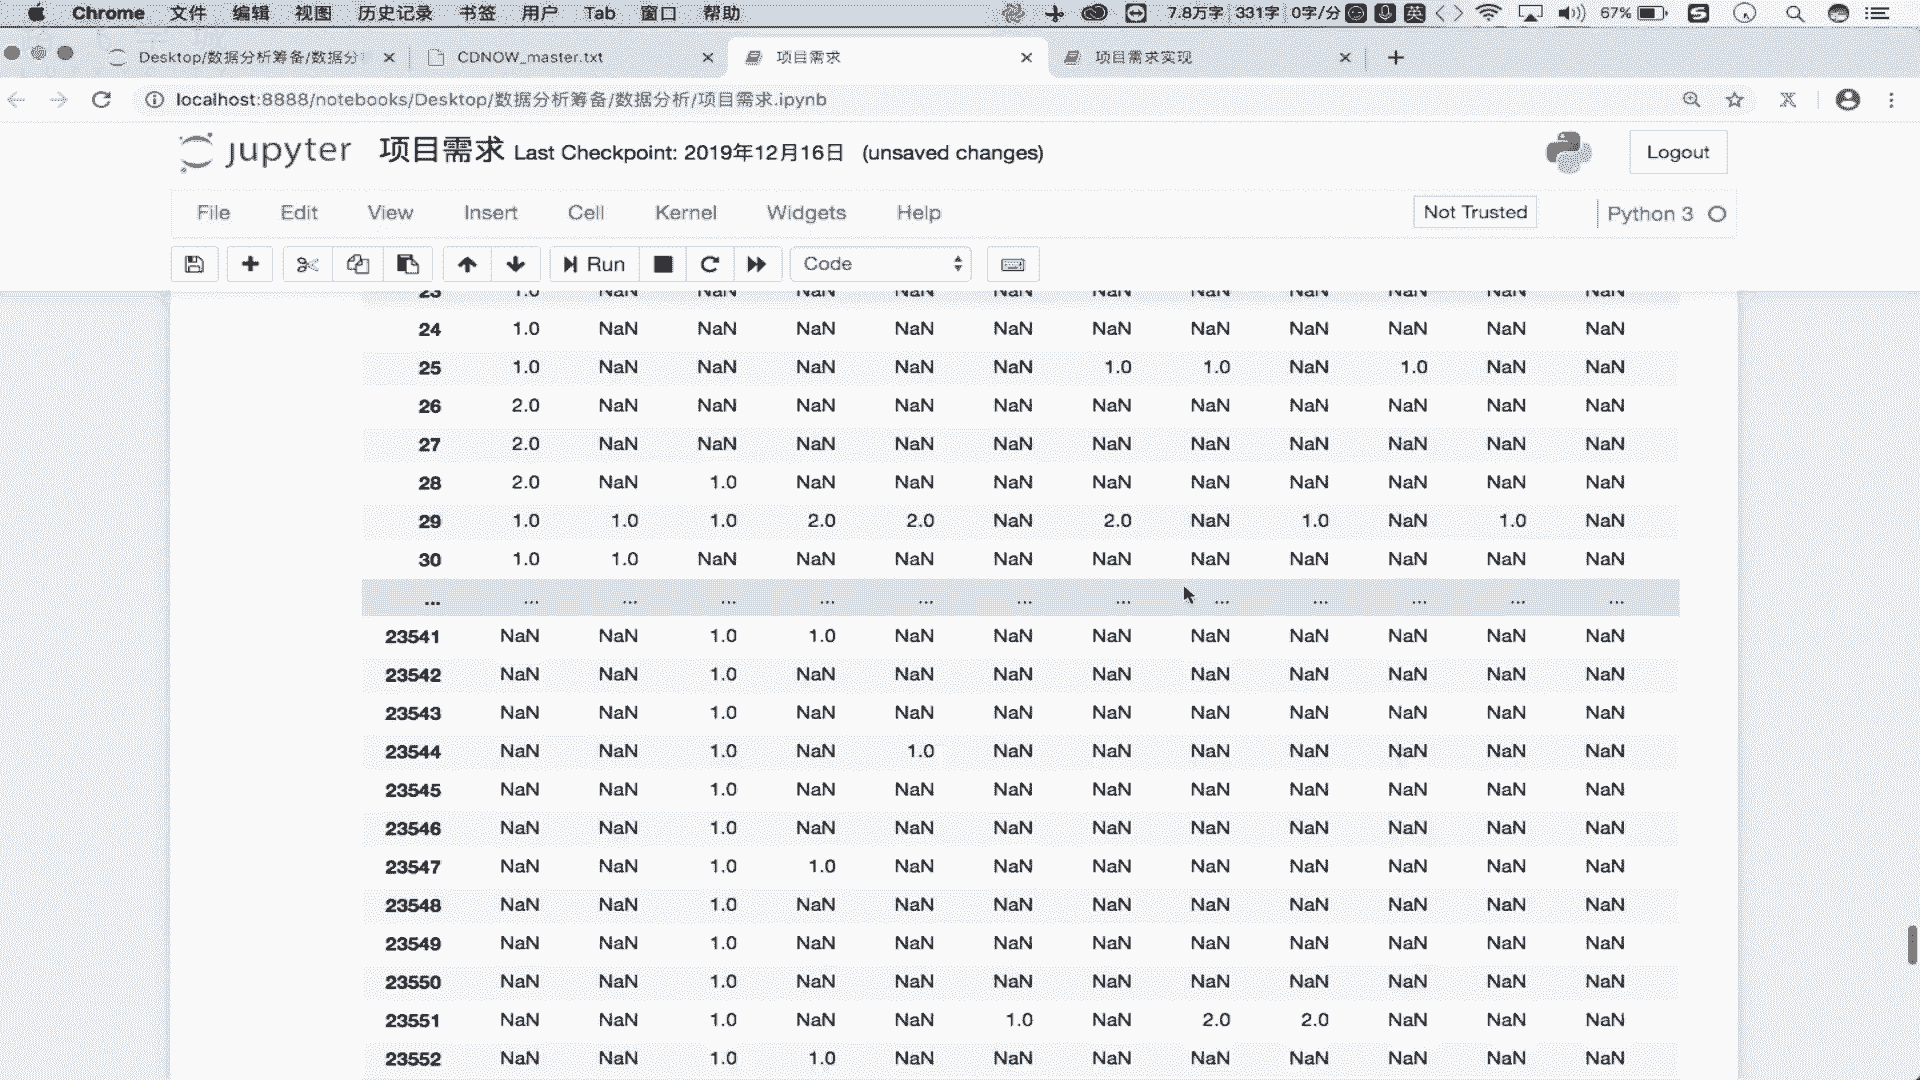 Chrome 文件 编辑 视图 历史记录 书签 用户 Tab 窗口 帮助 7.8万字 331字 0字/分 英 67%
Desktop/数据分析筹备/数据分 CDNOW_master.txt 项目需求 项目需求实现
localhost:8888/notebooks/Desktop/数据分析筹备/数据分析/项目需求.ipynb
jupyter 项目需求 Last Checkpoint: 2019年12月16日 (unsaved changes) Logout
File Edit View Insert Cell Kernel Widgets Help Not Trusted Python 3
Run Code
23 1.0 NaN NaN NaN NaN NaN NaN NaN NaN NaN NaN NaN
24 1.0 NaN NaN NaN NaN NaN NaN NaN NaN NaN NaN NaN
25 1.0 NaN NaN NaN NaN NaN 1.0 1.0 NaN 1.0 NaN NaN
26 2.0 NaN NaN NaN NaN NaN NaN NaN NaN NaN NaN NaN
27 2.0 NaN NaN NaN NaN NaN NaN NaN NaN NaN NaN NaN
28 2.0 NaN 1.0 NaN NaN NaN NaN NaN NaN NaN NaN NaN
29 1.0 1.0 1.0 2.0 2.0 NaN 2.0 NaN 1.0 NaN 1.0 NaN
30 1.0 1.0 NaN NaN NaN NaN NaN NaN NaN NaN NaN NaN
... ... ... ... ... ... ... ... ... ... ... ... ...
23541 NaN NaN 1.0 1.0 NaN NaN NaN NaN NaN NaN NaN NaN
23542 NaN NaN 1.0 NaN NaN NaN NaN NaN NaN NaN NaN NaN
23543 NaN NaN 1.0 NaN NaN NaN NaN NaN NaN NaN NaN NaN
23544 NaN NaN 1.0 NaN 1.0 NaN NaN NaN NaN NaN NaN NaN
23545 NaN NaN 1.0 NaN NaN NaN NaN NaN NaN NaN NaN NaN
23546 NaN NaN 1.0 NaN NaN NaN NaN NaN NaN NaN NaN NaN
23547 NaN NaN 1.0 1.0 NaN NaN NaN NaN NaN NaN NaN NaN
23548 NaN NaN 1.0 NaN NaN NaN NaN NaN NaN NaN NaN NaN
23549 NaN NaN 1.0 NaN NaN NaN NaN NaN NaN NaN NaN NaN
23550 NaN NaN 1.0 NaN NaN NaN NaN NaN NaN NaN NaN NaN
23551 NaN NaN 1.0 NaN NaN 1.0 NaN 2.0 2.0 NaN NaN NaN
23552 NaN NaN 1.0 1.0 NaN NaN NaN NaN NaN NaN NaN NaN